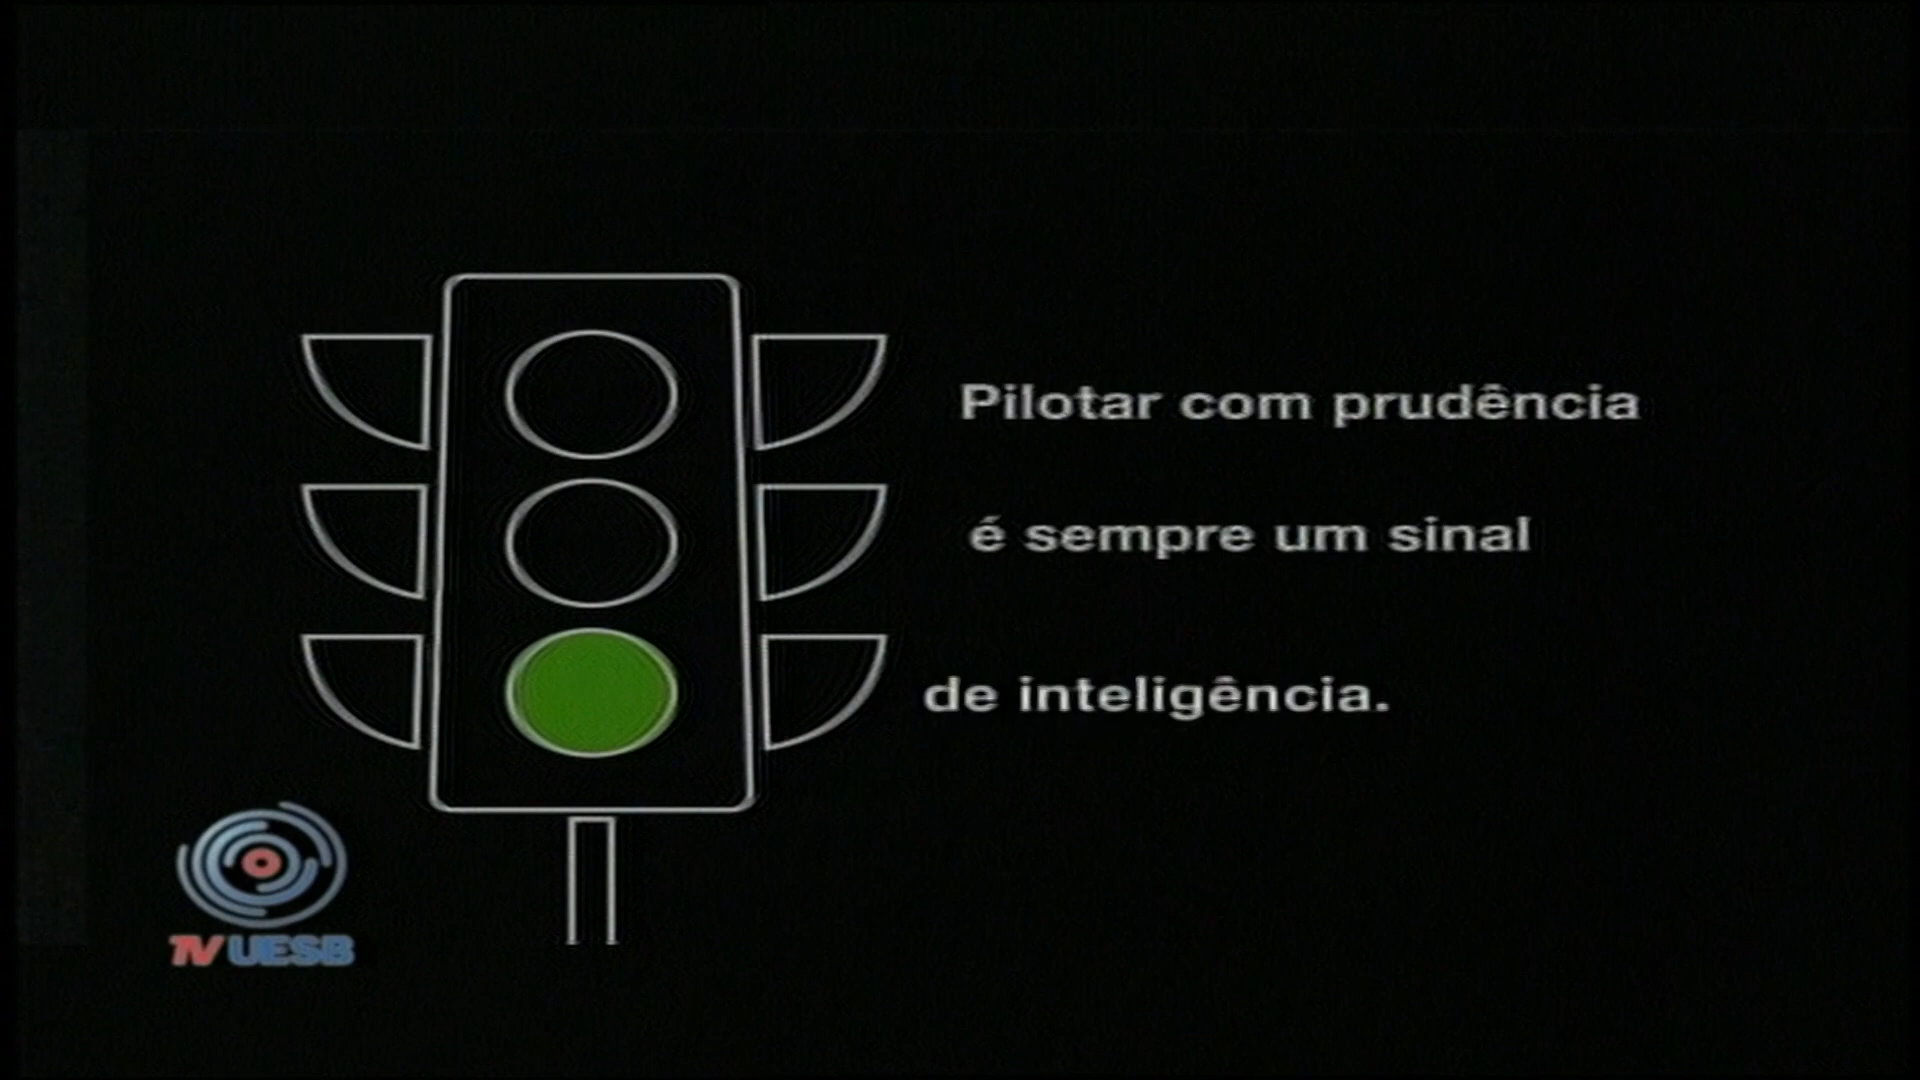 Pilotar com prudência
é sempre um sinal
de inteligência.
TV UESB